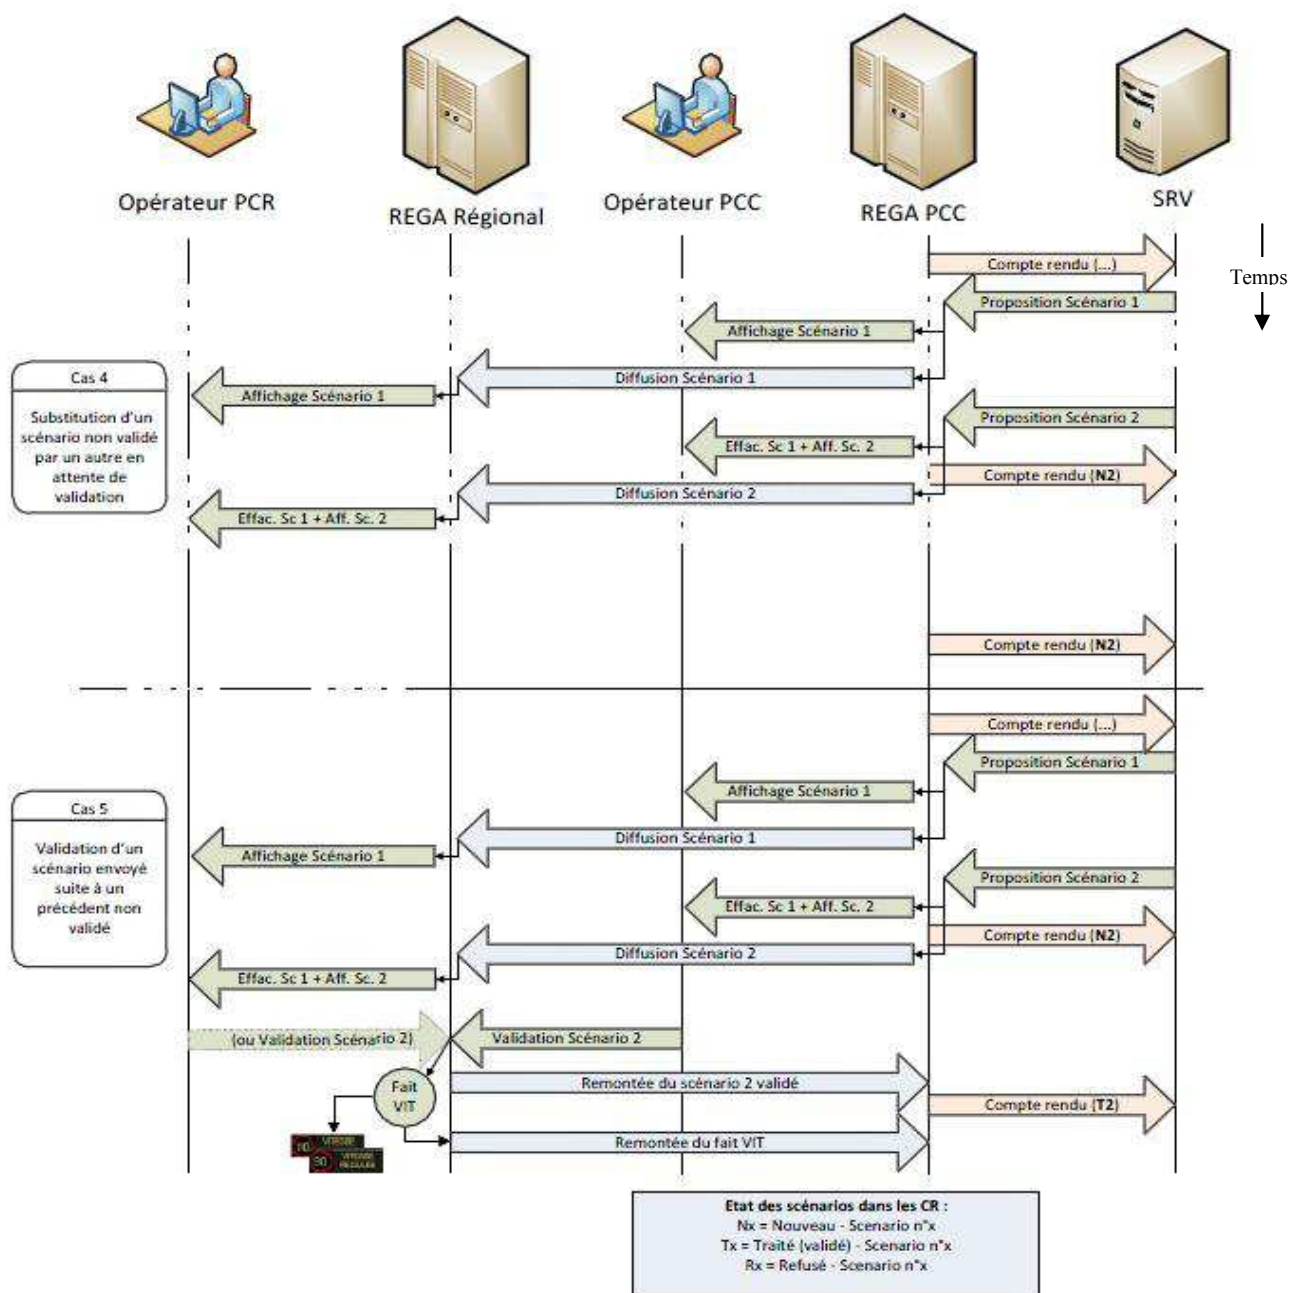 Opérateur PCR
REGA Régional
Opérateur PCC
REGA PCC
SRV
Temps
Compte rendu (...)
Proposition Scénario 1
Affichage Scénario 1
Diffusion Scénario 1
Affichage Scénario 1
Cas 4
Substitution d'un
scénario non validé
par un autre en
attente de
validation
Proposition Scénario 2
Effac. Sc 1 + Aff. Sc. 2
Compte rendu (N2)
Diffusion Scénario 2
Effac. Sc 1 + Aff. Sc. 2
Compte rendu (N2)
Compte rendu (...)
Proposition Scénario 1
Affichage Scénario 1
Diffusion Scénario 1
Affichage Scénario 1
Cas 5
Validation d'un
scénario envoyé
suite à un
précédent non
validé
Proposition Scénario 2
Effac. Sc 1 + Aff. Sc. 2
Compte rendu (N2)
Diffusion Scénario 2
Effac. Sc 1 + Aff. Sc. 2
(ou Validation Scénario 2)
Validation Scénario 2
Fait
VIT
Remontée du scénario 2 validé
Compte rendu (T2)
Remontée du fait VIT
VITESSE
90
VITESSE
REGULEE
Etat des scénarios dans les CR :
Nx = Nouveau - Scenario n°x
Tx = Traité (validé) - Scenario n°x
Rx = Refusé - Scenario n°x